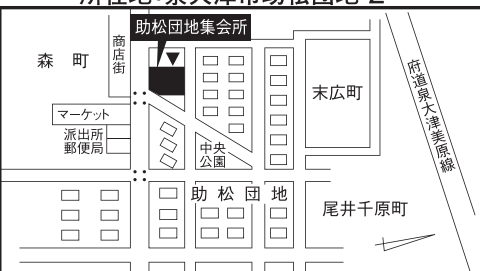 所在地：泉大津市助松団地 2
助松団地集会所
商店街
森町
末広町
府道泉大津美原線
マーケット
派出所
郵便局
中央
公園
助松団地
尾井千原町